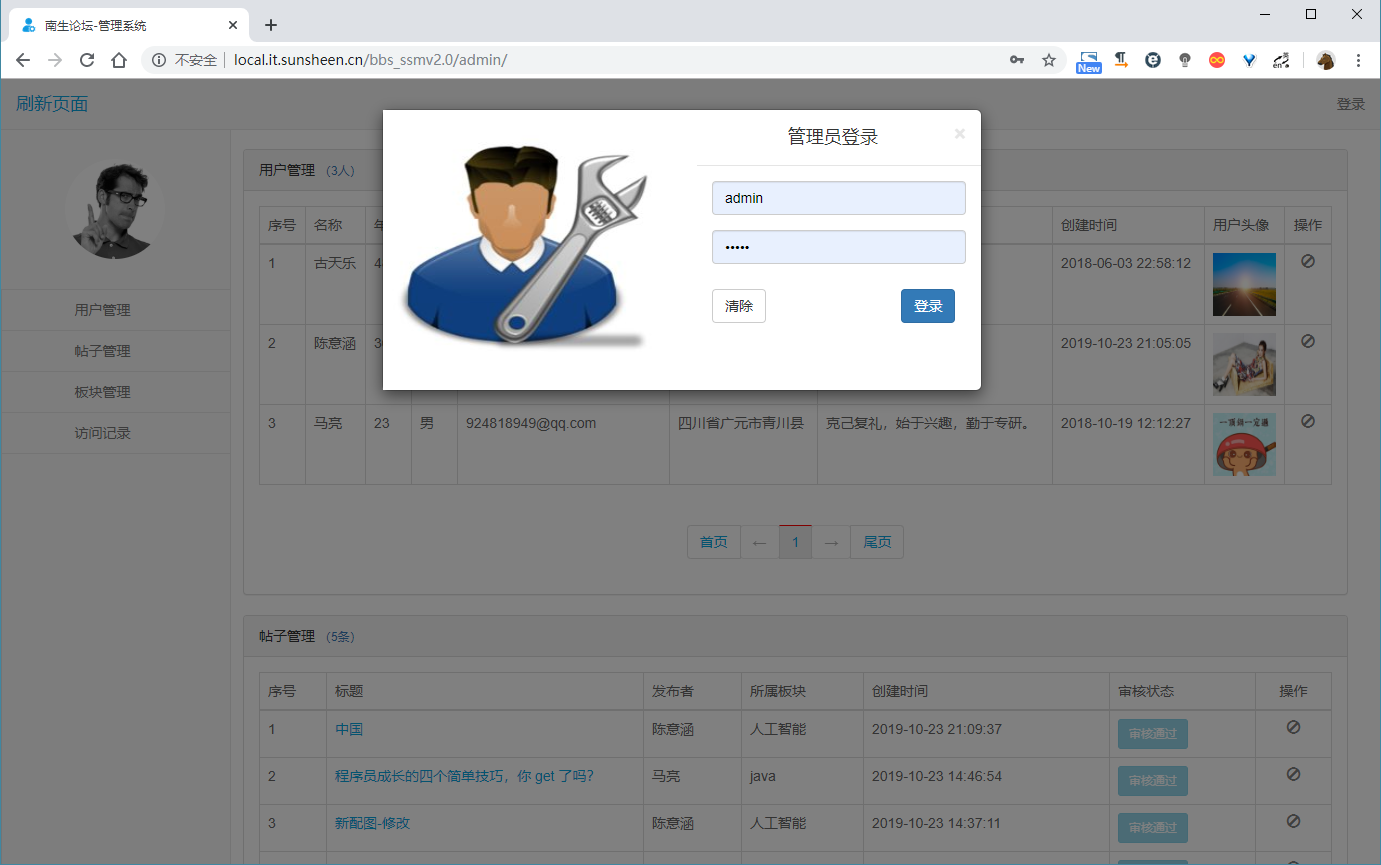 南生论坛-管理系统
不安全 local.it.sunsheen.cn/bbs_ssmv2.0/admin/
New
en
刷新页面 登录
管理员登录 ×
admin
•••••
清除 登录
用户管理
帖子管理
板块管理
访问记录
用户管理 (3人)
序号 名称 创建时间 用户头像 操作
1 古天乐 4 2018-06-03 22:58:12
2 陈意涵 2019-10-23 21:05:05
3 马亮 23 男 924818949@qq.com 四川省广元市青川县 克己复礼，始于兴趣，勤于专研。 2018-10-19 12:12:27
一顶做一定通
首页 ← 1 → 尾页
帖子管理 (5条)
序号 标题 发布者 所属板块 创建时间 审核状态 操作
1 中国 陈意涵 人工智能 2019-10-23 21:09:37 审核通过
2 程序员成长的四个简单技巧，你 get 了吗？ 马亮 java 2019-10-23 14:46:54 审核通过
3 新配图-修改 陈意涵 人工智能 2019-10-23 14:37:11 审核通过